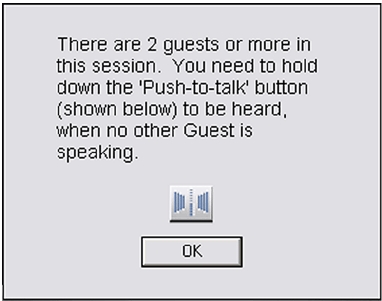 There are 2 guests or more in
this session.  You need to hold
down the 'Push-to-talk' button
(shown below) to be heard,
when no other Guest is
speaking.
OK